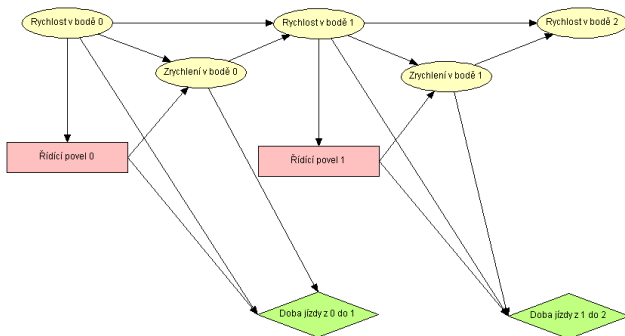 Rychlost v bodě 0
Rychlost v bodě 1
Rychlost v bodě 2
Zrychlení v bodě 0
Zrychlení v bodě 1
Řídící povel 0
Řídící povel 1
Doba jízdy z 0 do 1
Doba jízdy z 1 do 2